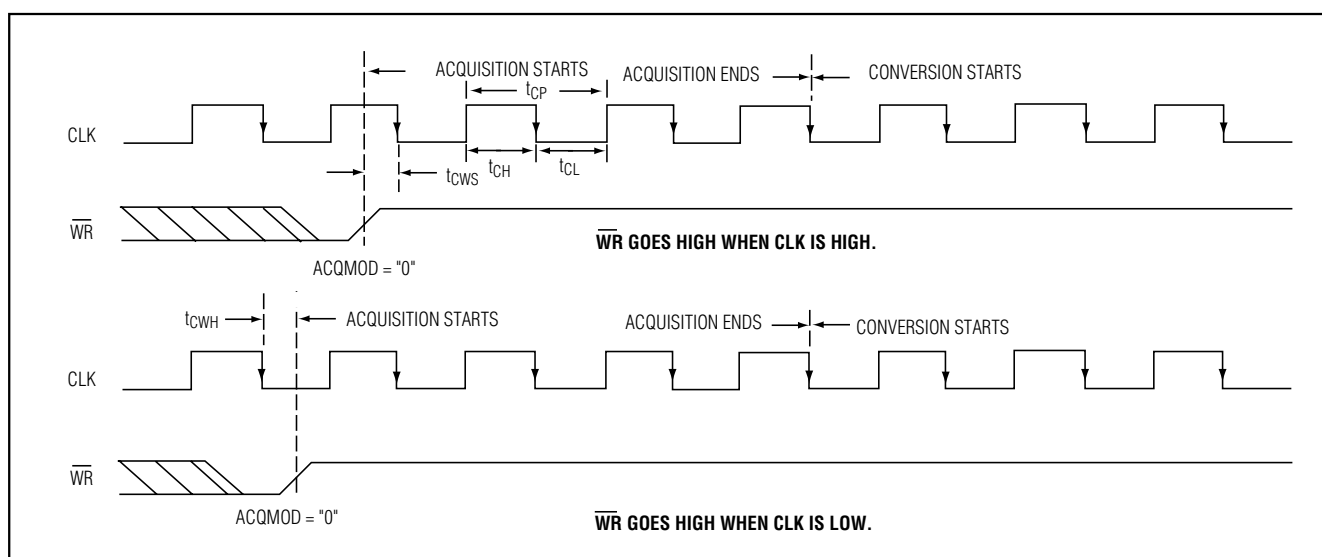 ACQUISITION STARTS
ACQUISITION ENDS
CONVERSION STARTS
tCP
CLK
tCWS
tCH
tCL
WR
WR GOES HIGH WHEN CLK IS HIGH.
ACQMOD = "0"
tCWH
ACQUISITION STARTS
ACQUISITION ENDS
CONVERSION STARTS
CLK
WR
ACQMOD = "0"
WR GOES HIGH WHEN CLK IS LOW.